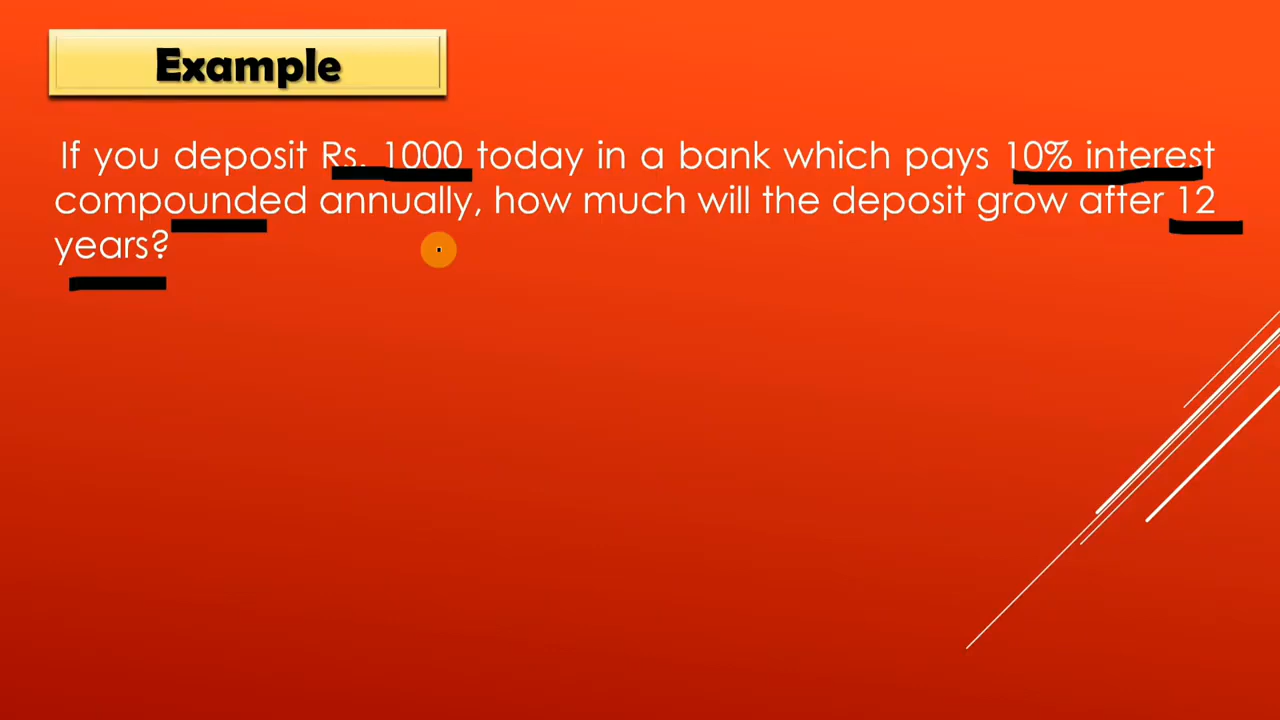 Example
If you deposit Rs. 1000 today in a bank which pays 10% interest
compounded annually, how much will the deposit grow after 12
years?